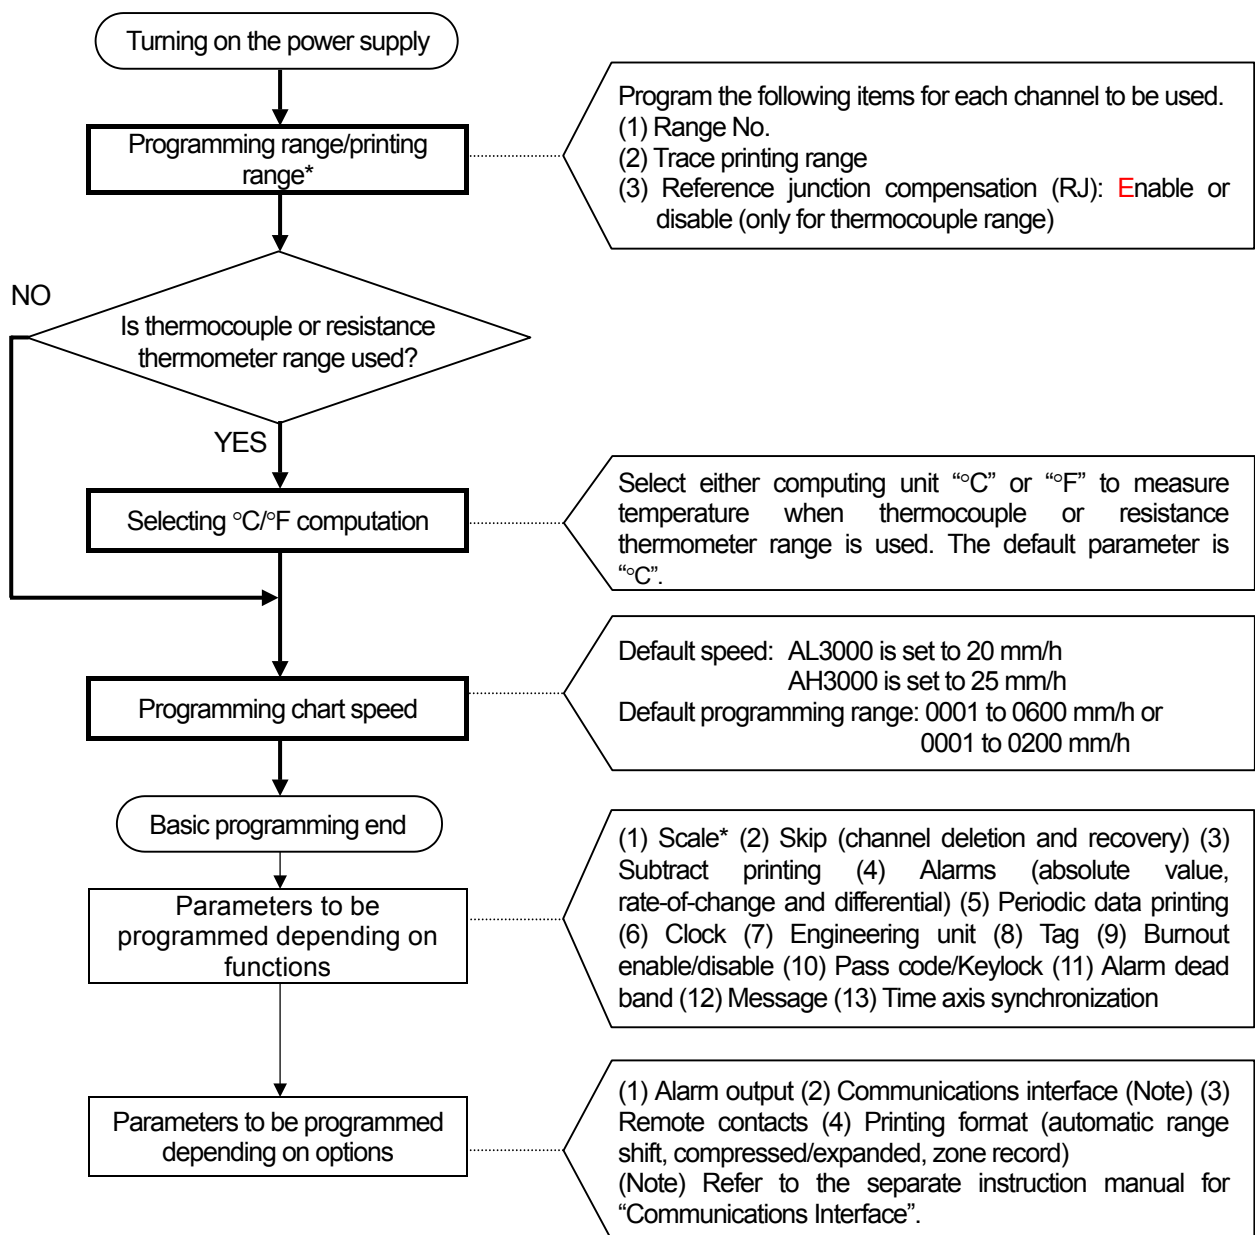 Turning on the power supply
Programming range/printing
range*
Program the following items for each channel to be used.
(1) Range No.
(2) Trace printing range
(3) Reference junction compensation (RJ): Enable or
disable (only for thermocouple range)
NO
Is thermocouple or resistance
thermometer range used?
YES
Selecting °C/°F computation
Select either computing unit “°C” or “°F” to measure
temperature when thermocouple or resistance
thermometer range is used. The default parameter is
“°C”.
Programming chart speed
Default speed: AL3000 is set to 20 mm/h
AH3000 is set to 25 mm/h
Default programming range: 0001 to 0600 mm/h or
0001 to 0200 mm/h
Basic programming end
Parameters to be
programmed depending on
functions
(1) Scale* (2) Skip (channel deletion and recovery) (3)
Subtract printing (4) Alarms (absolute value,
rate-of-change and differential) (5) Periodic data printing
(6) Clock (7) Engineering unit (8) Tag (9) Burnout
enable/disable (10) Pass code/Keylock (11) Alarm dead
band (12) Message (13) Time axis synchronization
Parameters to be programmed
depending on options
(1) Alarm output (2) Communications interface (Note) (3)
Remote contacts (4) Printing format (automatic range
shift, compressed/expanded, zone record)
(Note) Refer to the separate instruction manual for
“Communications Interface”.